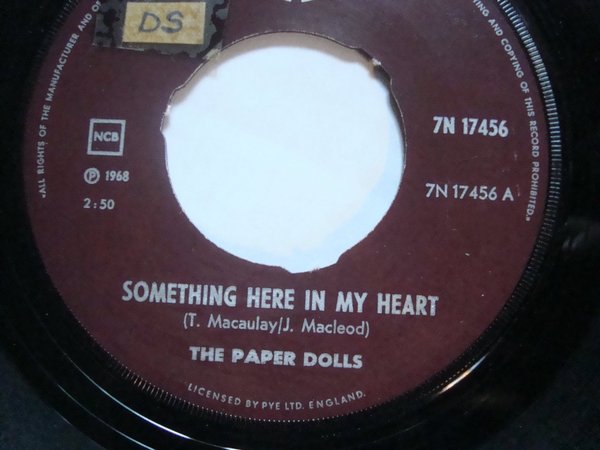 DS
«ALL RIGHTS OF THE MANUFACTURER AND O
ING AND COPYING OF THIS RECORD PROHIBITED.»
NCB
7N 17456
Ⓟ 1968
7N 17456 A
2:50
SOMETHING HERE IN MY HEART
(T. Macaulay/J. Macleod)
THE PAPER DOLLS
LICENSED BY PYE LTD. ENGLAND.